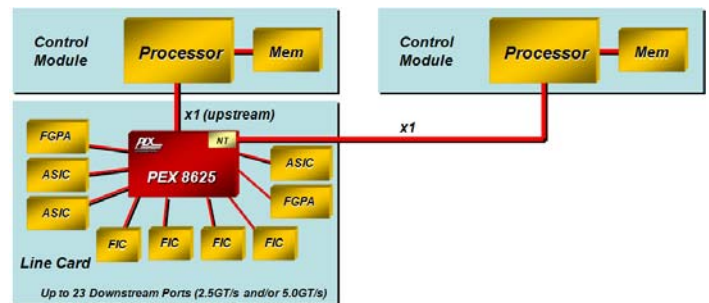 Control
Module
Processor
Mem
Control
Module
Processor
Mem
x1 (upstream)
x1
FGPA
ASIC
ASIC
PLX
NT
PEX 8625
ASIC
FGPA
FIC
FIC
FIC
FIC
Line Card
Up to 23 Downstream Ports (2.5GT/s and/or 5.0GT/s)